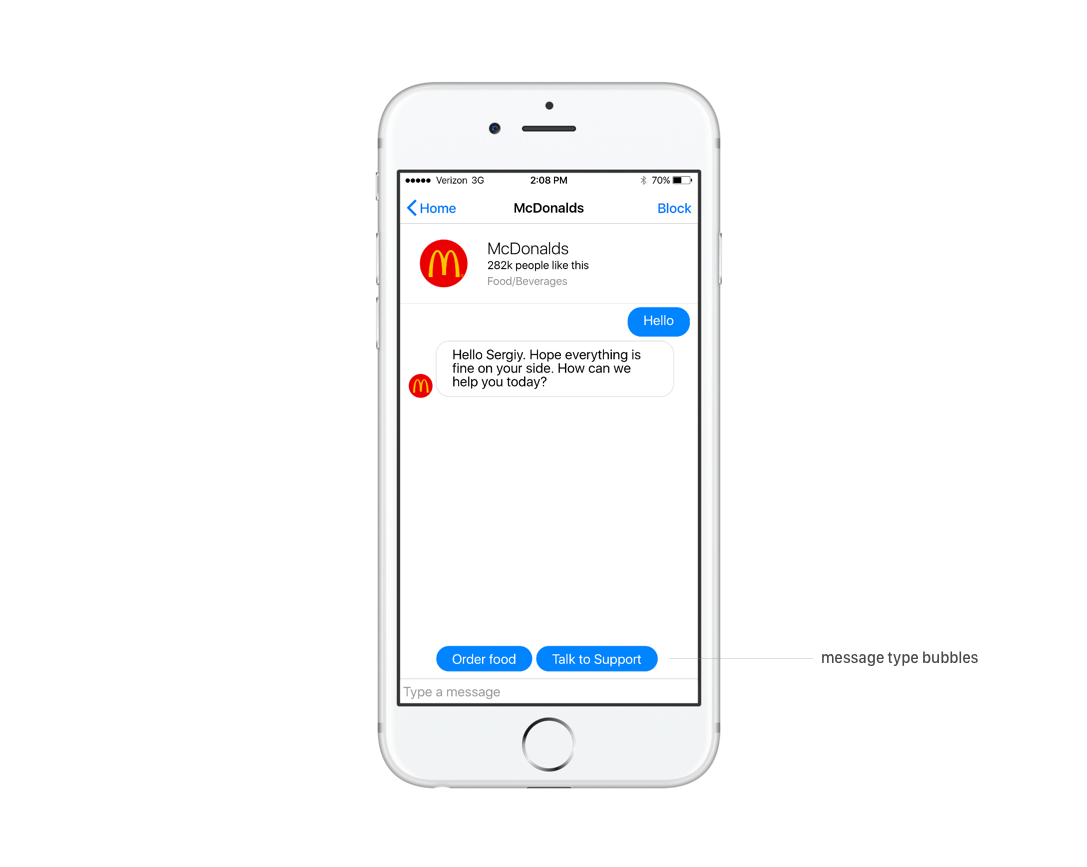 Verizon 3G 2:08 PM 70%
Home McDonalds Block
McDonalds
282k people like this
Food/Beverages
Hello
Hello Sergiy. Hope everything is
fine on your side. How can we
help you today?
Order food Talk to Support
message type bubbles
Type a message